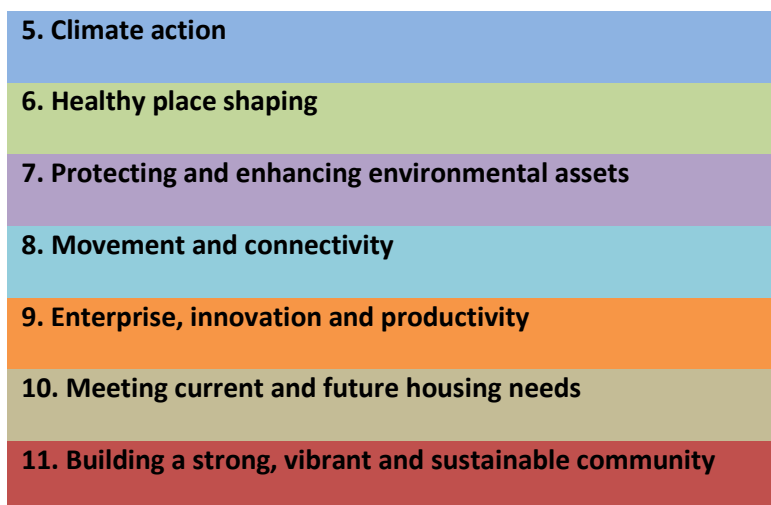 5. Climate action
6. Healthy place shaping
7. Protecting and enhancing environmental assets
8. Movement and connectivity
9. Enterprise, innovation and productivity
10. Meeting current and future housing needs
11. Building a strong, vibrant and sustainable community